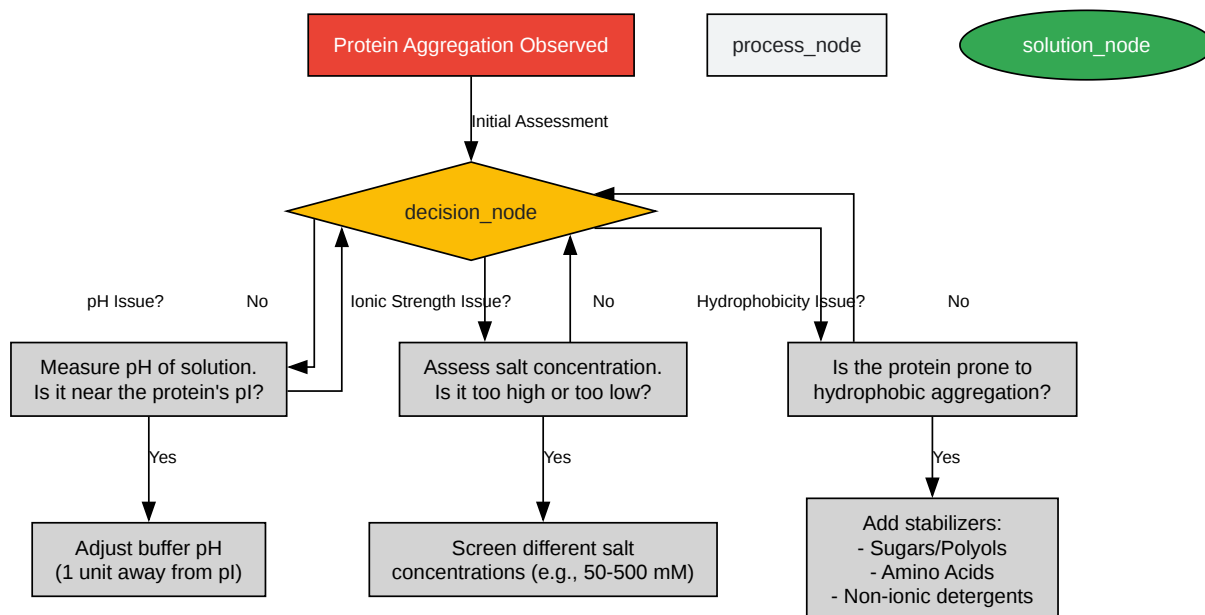 Protein Aggregation Observed
process_node
solution_node
Initial Assessment
decision_node
pH Issue?
No
Ionic Strength Issue?
No
Hydrophobicity Issue?
No
Measure pH of solution.
Is it near the protein's pI?
Assess salt concentration.
Is it too high or too low?
Is the protein prone to
hydrophobic aggregation?
Yes
Yes
Yes
Adjust buffer pH
(1 unit away from pI)
Screen different salt
concentrations (e.g., 50-500 mM)
Add stabilizers:
- Sugars/Polyols
- Amino Acids
- Non-ionic detergents